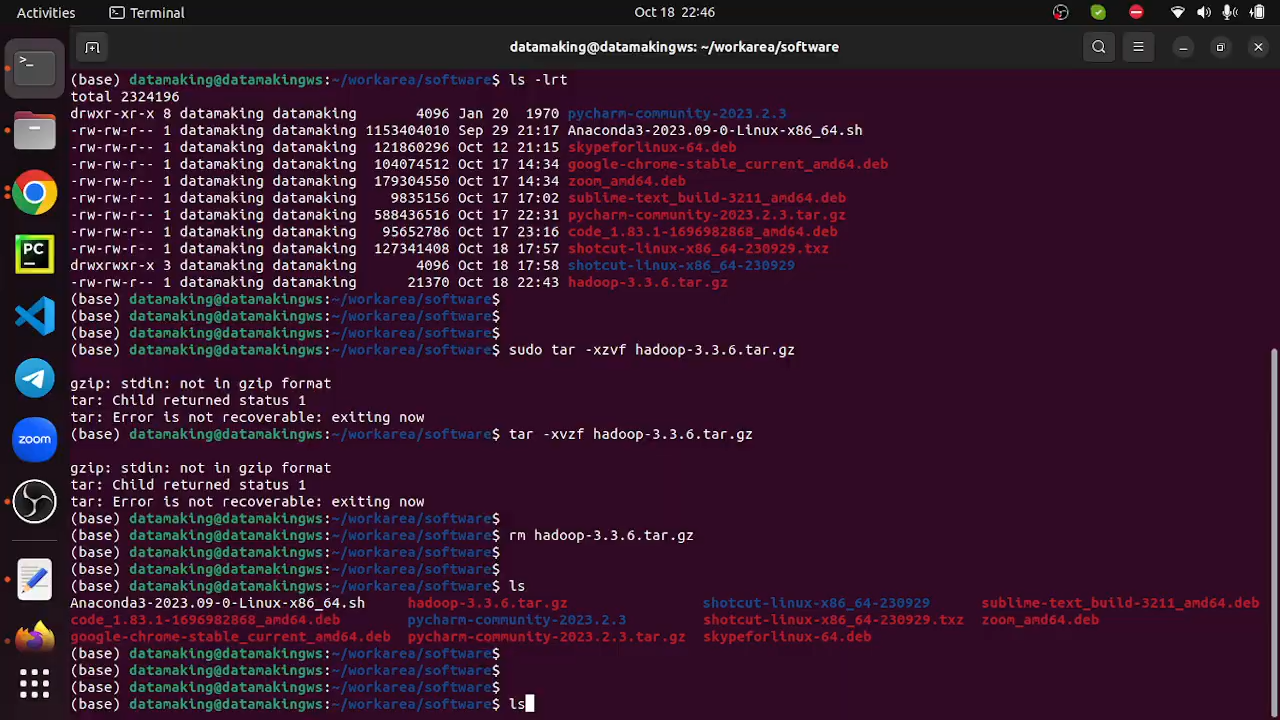 Activities Terminal Oct 18 22:46
datamaking@datamakingws: ~/workarea/software
(base) datamaking@datamakingws:~/workarea/software$ ls -lrt
total 2324196
drwxr-xr-x 8 datamaking datamaking 4096 Jan 20 1970 pycharm-community-2023.2.3
-rw-rw-r-- 1 datamaking datamaking 1153404010 Sep 29 21:17 Anaconda3-2023.09-0-Linux-x86_64.sh
-rw-rw-r-- 1 datamaking datamaking 121860296 Oct 12 21:15 skypeforlinux-64.deb
-rw-rw-r-- 1 datamaking datamaking 104074512 Oct 17 14:34 google-chrome-stable_current_amd64.deb
-rw-rw-r-- 1 datamaking datamaking 179304550 Oct 17 14:34 zoom_amd64.deb
-rw-rw-r-- 1 datamaking datamaking 9835156 Oct 17 17:02 sublime-text_build-3211_amd64.deb
-rw-rw-r-- 1 datamaking datamaking 588436516 Oct 17 22:31 pycharm-community-2023.2.3.tar.gz
-rw-rw-r-- 1 datamaking datamaking 95652786 Oct 17 23:16 code_1.83.1-1696982868_amd64.deb
-rw-rw-r-- 1 datamaking datamaking 127341408 Oct 18 17:57 shotcut-linux-x86_64-230929.txz
drwxrwxr-x 3 datamaking datamaking 4096 Oct 18 17:58 shotcut-linux-x86_64-230929
-rw-rw-r-- 1 datamaking datamaking 21370 Oct 18 22:43 hadoop-3.3.6.tar.gz
(base) datamaking@datamakingws:~/workarea/software$
(base) datamaking@datamakingws:~/workarea/software$
(base) datamaking@datamakingws:~/workarea/software$
(base) datamaking@datamakingws:~/workarea/software$ sudo tar -xzvf hadoop-3.3.6.tar.gz
gzip: stdin: not in gzip format
tar: Child returned status 1
tar: Error is not recoverable: exiting now
(base) datamaking@datamakingws:~/workarea/software$ tar -xvzf hadoop-3.3.6.tar.gz
gzip: stdin: not in gzip format
tar: Child returned status 1
tar: Error is not recoverable: exiting now
(base) datamaking@datamakingws:~/workarea/software$
(base) datamaking@datamakingws:~/workarea/software$ rm hadoop-3.3.6.tar.gz
(base) datamaking@datamakingws:~/workarea/software$
(base) datamaking@datamakingws:~/workarea/software$
(base) datamaking@datamakingws:~/workarea/software$ ls
Anaconda3-2023.09-0-Linux-x86_64.sh hadoop-3.3.6.tar.gz shotcut-linux-x86_64-230929 sublime-text_build-3211_amd64.deb
code_1.83.1-1696982868_amd64.deb pycharm-community-2023.2.3 shotcut-linux-x86_64-230929.txz zoom_amd64.deb
google-chrome-stable_current_amd64.deb pycharm-community-2023.2.3.tar.gz skypeforlinux-64.deb
(base) datamaking@datamakingws:~/workarea/software$
(base) datamaking@datamakingws:~/workarea/software$
(base) datamaking@datamakingws:~/workarea/software$
(base) datamaking@datamakingws:~/workarea/software$ ls
PC
zoom